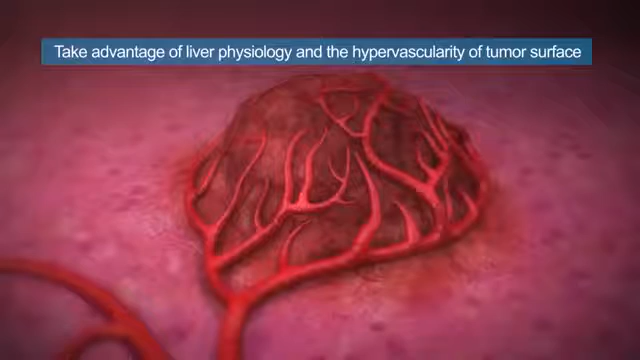 Take advantage of liver physiology and the hypervascularity of tumor surface